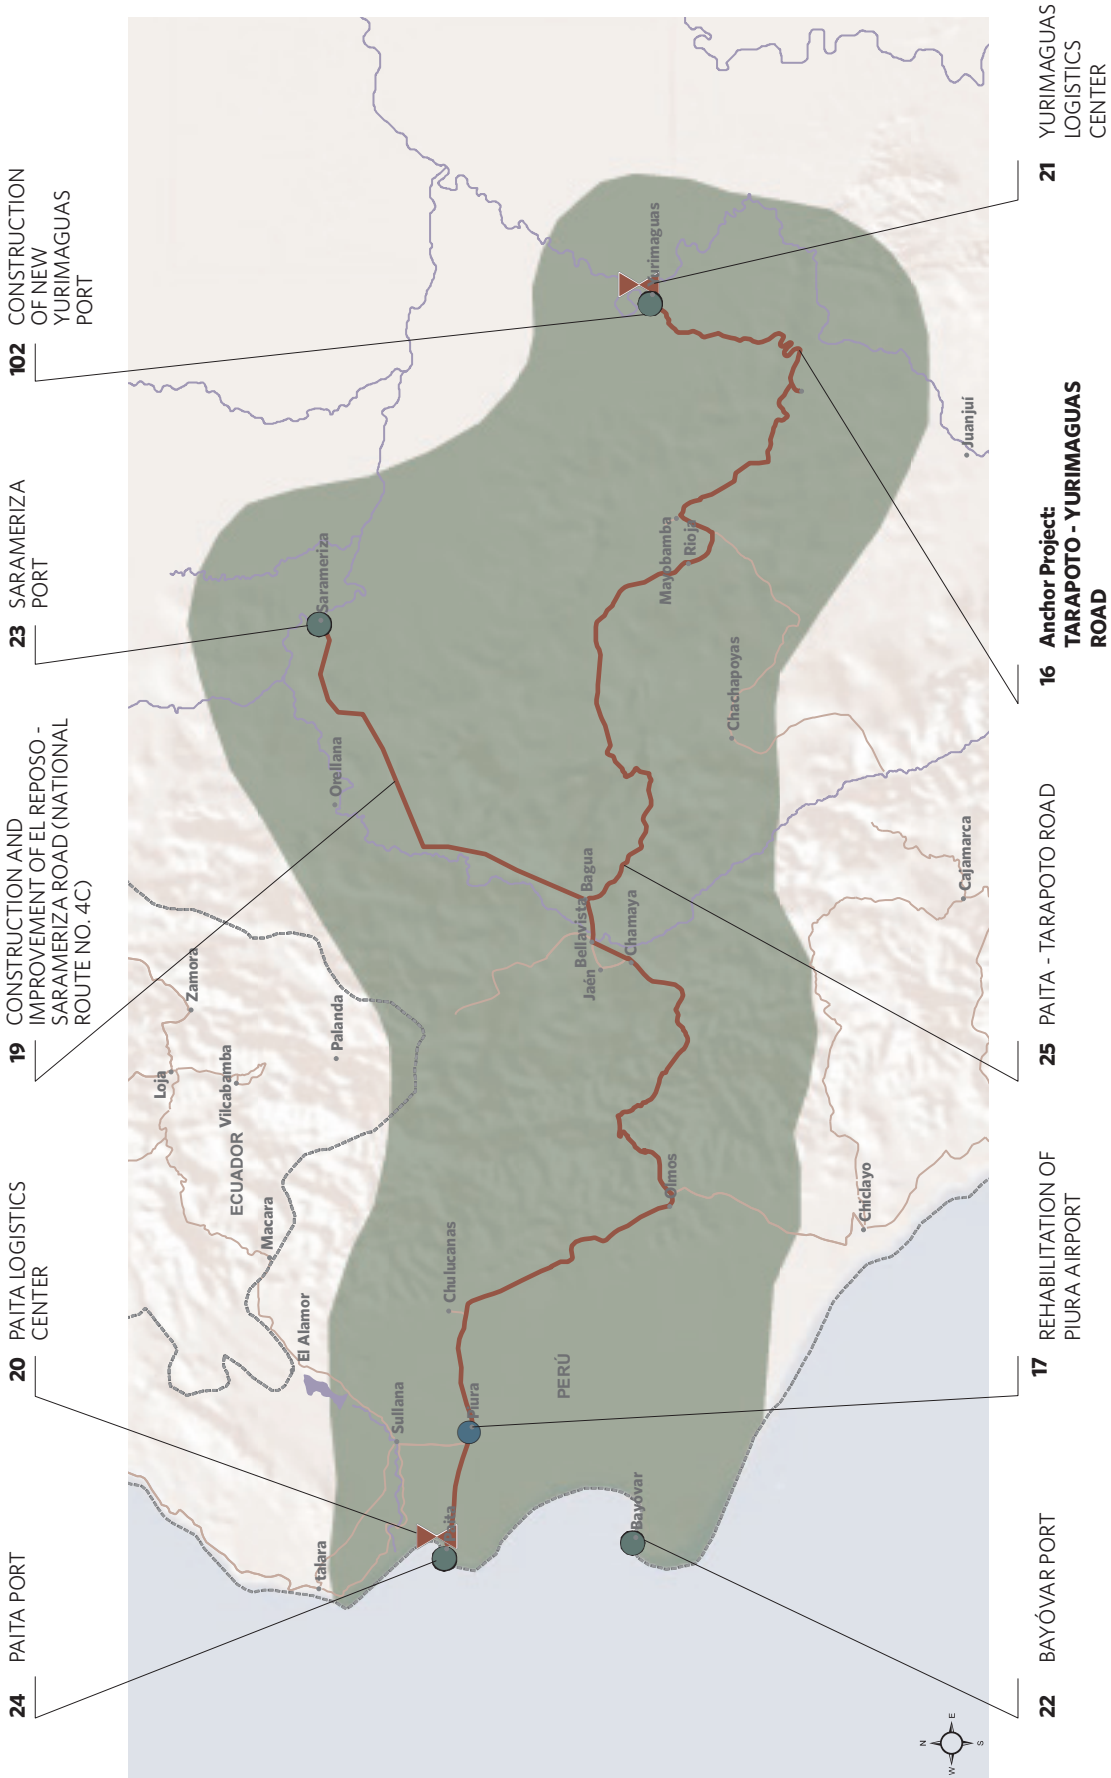 24 PAITA PORT
20 PAITA LOGISTICS
CENTER
19 CONSTRUCTION AND
IMPROVEMENT OF EL REPOSO -
SARAMERIZA ROAD (NATIONAL
ROUTE NO. 4C)
23 SARAMERIZA
PORT
102 CONSTRUCTION
OF NEW
YURIMAGUAS
PORT
Loja
Zamora
Vilcabamba
ECUADOR
Macara
Palanda
El Alamor
talara
Sullana
Chulucanas
Piura
PERÚ
Bayóvar
Olmos
Chiclayo
Cajamarca
Jaén
Bellavista
Bagua
Chamaya
Orellana
Sarameriza
Chachapoyas
Mayobamba
Rioja
Juanjuí
urimaguas
N
W
E
S
22 BAYÓVAR PORT
17 REHABILITATION OF
PIURA AIRPORT
25 PAITA - TARAPOTO ROAD
16 Anchor Project:
TARAPOTO - YURIMAGUAS
ROAD
21 YURIMAGUAS
LOGISTICS
CENTER